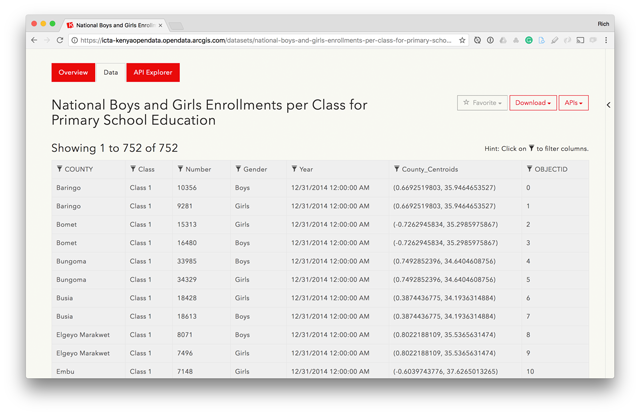 National Boys and Girls Enrollm
Rich
https://icta-kenyaopendata.opendata.arcgis.com/datasets/national-boys-and-girls-enrollments-per-class-for-primary-scho...
Overview Data API Explorer
National Boys and Girls Enrollments per Class for
Primary School Education
Favorite Download APIs
Showing 1 to 752 of 752
Hint: Click on to filter columns.
COUNTY Class Number Gender Year County_Centroids OBJECTID
Baringo Class 1 10356 Boys 12/31/2014 12:00:00 AM (0.6692519803, 35.9464653527) 0
Baringo Class 1 9281 Girls 12/31/2014 12:00:00 AM (0.6692519803, 35.9464653527) 1
Bomet Class 1 15313 Girls 12/31/2014 12:00:00 AM (-0.7262945834, 35.2985975867) 2
Bomet Class 1 16480 Boys 12/31/2014 12:00:00 AM (-0.7262945834, 35.2985975867) 3
Bungoma Class 1 33985 Boys 12/31/2014 12:00:00 AM (0.7492852396, 34.6404608756) 4
Bungoma Class 1 34329 Girls 12/31/2014 12:00:00 AM (0.7492852396, 34.6404608756) 5
Busia Class 1 18428 Girls 12/31/2014 12:00:00 AM (0.3874436775, 34.1936314884) 6
Busia Class 1 18613 Boys 12/31/2014 12:00:00 AM (0.3874436775, 34.1936314884) 7
Elgeyo Marakwet Class 1 8071 Boys 12/31/2014 12:00:00 AM (0.8022188109, 35.5365631474) 8
Elgeyo Marakwet Class 1 7496 Girls 12/31/2014 12:00:00 AM (0.8022188109, 35.5365631474) 9
Embu Class 1 7148 Girls 12/31/2014 12:00:00 AM (-0.6039743776, 37.6265013265) 10